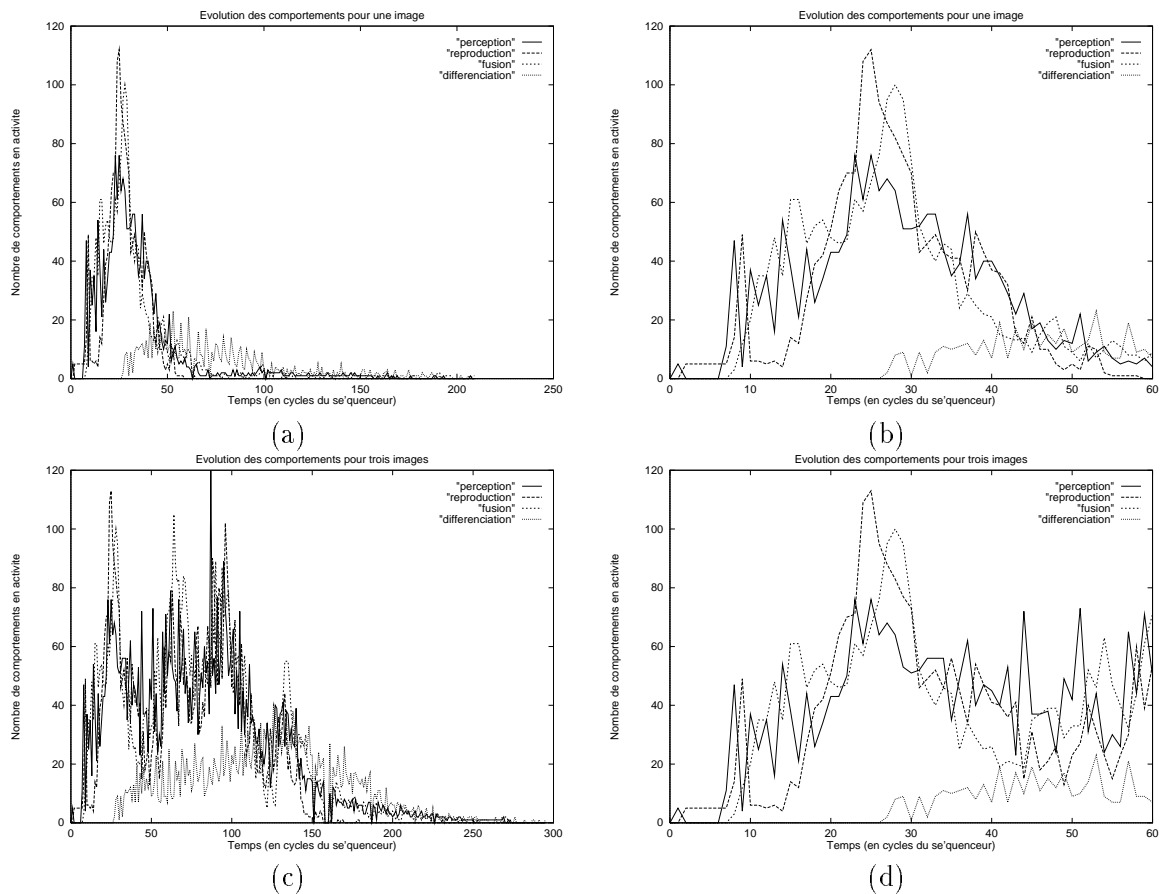 Evolution des comportements pour une image
120
100
80
60
40
20
0
Nombre de comportements en activite
"perception"
"reproduction"
"fusion"
"differenciation"
0 50 100 150 200 250
Temps (en cycles du se'quenceur)
(a)
Evolution des comportements pour une image
120
100
80
60
40
20
0
Nombre de comportements en activite
"perception"
"reproduction"
"fusion"
"differenciation"
0 10 20 30 40 50 60
Temps (en cycles du se'quenceur)
(b)
Evolution des comportements pour trois images
120
100
80
60
40
20
0
Nombre de comportements en activite
"perception"
"reproduction"
"fusion"
"differenciation"
0 50 100 150 200 250 300
Temps (en cycles du se'quenceur)
(c)
Evolution des comportements pour trois images
120
100
80
60
40
20
0
Nombre de comportements en activite
"perception"
"reproduction"
"fusion"
"differenciation"
0 10 20 30 40 50 60
Temps (en cycles du se'quenceur)
(d)